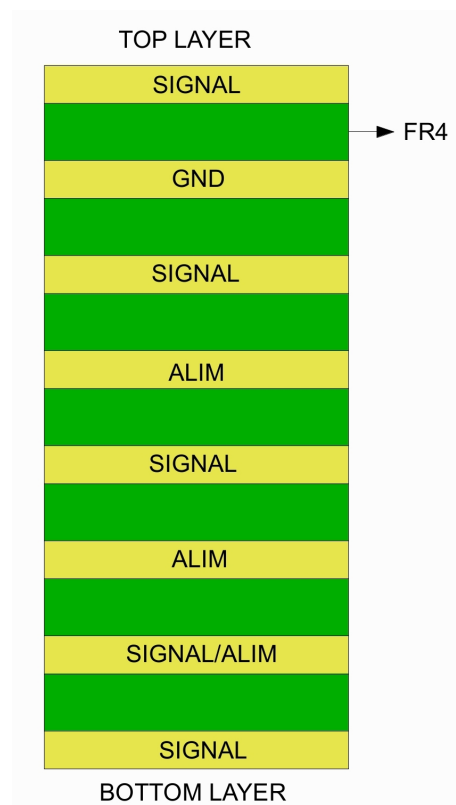 TOP LAYER
SIGNAL
FR4
GND
SIGNAL
ALIM
SIGNAL
ALIM
SIGNAL/ALIM
SIGNAL
BOTTOM LAYER